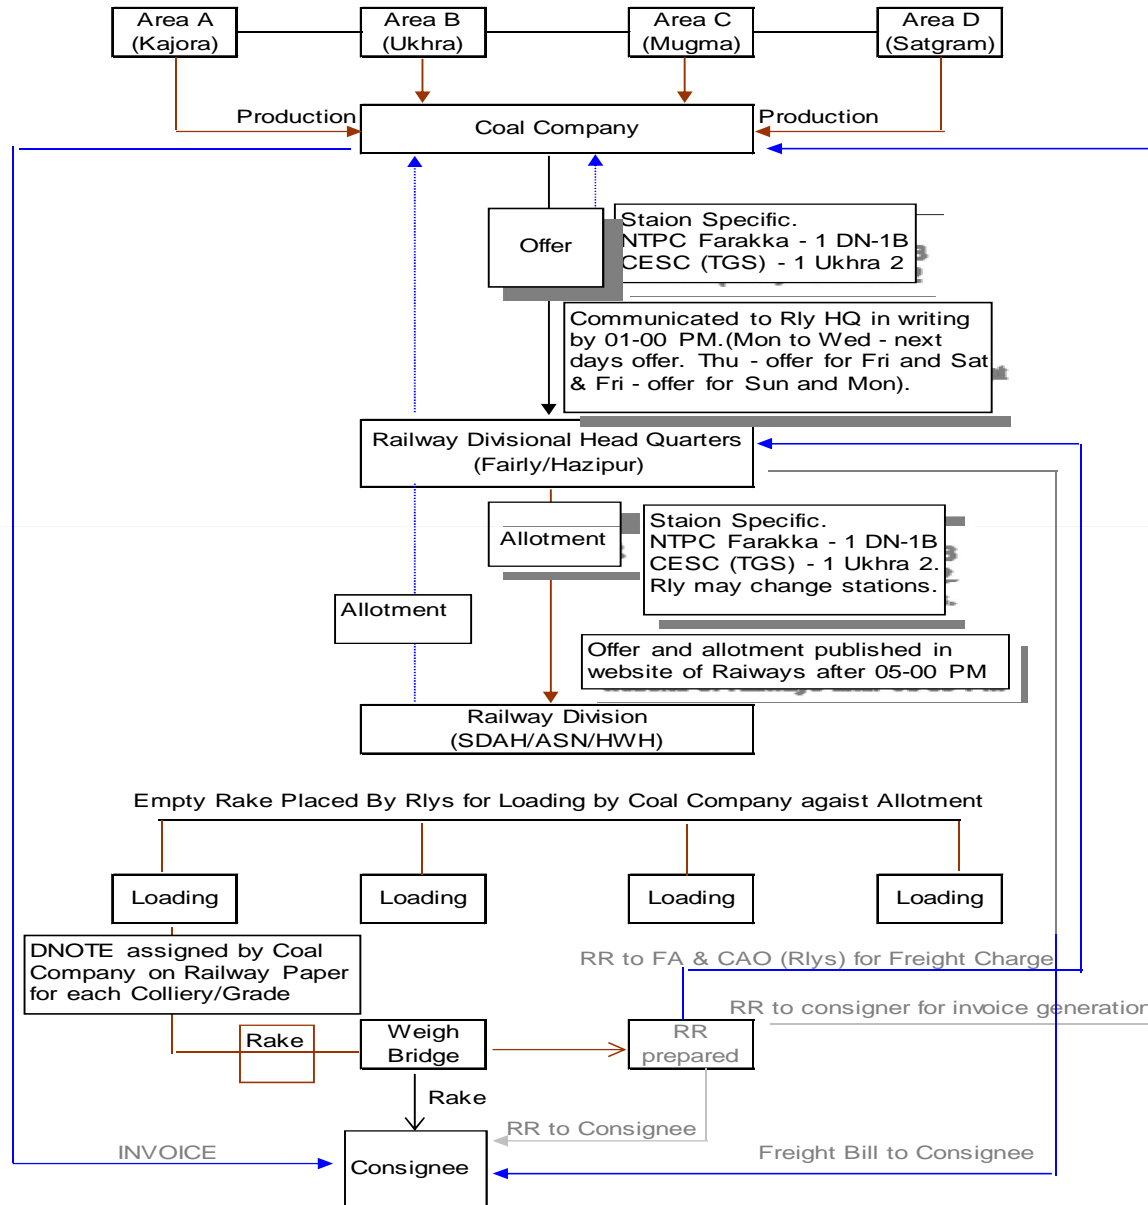 Area A
(Kajora)
Area B
(Ukhra)
Area C
(Mugma)
Area D
(Satgram)
Production
Production
Coal Company
Offer
Staion Specific.
NTPC Farakka - 1 DN-1B
CESC (TGS) - 1 Ukhra 2
Communicated to Rly HQ in writing
by 01-00 PM.(Mon to Wed - next
days offer. Thu - offer for Fri and Sat
& Fri - offer for Sun and Mon).
Railway Divisional Head Quarters
(Fairly/Hazipur)
Allotment
Staion Specific.
NTPC Farakka - 1 DN-1B
CESC (TGS) - 1 Ukhra 2.
Rly may change stations.
Allotment
Offer and allotment published in
website of Raiways after 05-00 PM
Railway Division
(SDAH/ASN/HWH)
Empty Rake Placed By Rlys for Loading by Coal Company agaist Allotment
Loading
Loading
Loading
Loading
DNOTE assigned by Coal
Company on Railway Paper
for each Colliery/Grade
RR to FA & CAO (Rlys) for Freight Charge
RR to consigner for invoice generation
Rake
Weigh
Bridge
RR
prepared
Rake
RR to Consignee
INVOICE
Consignee
Freight Bill to Consignee